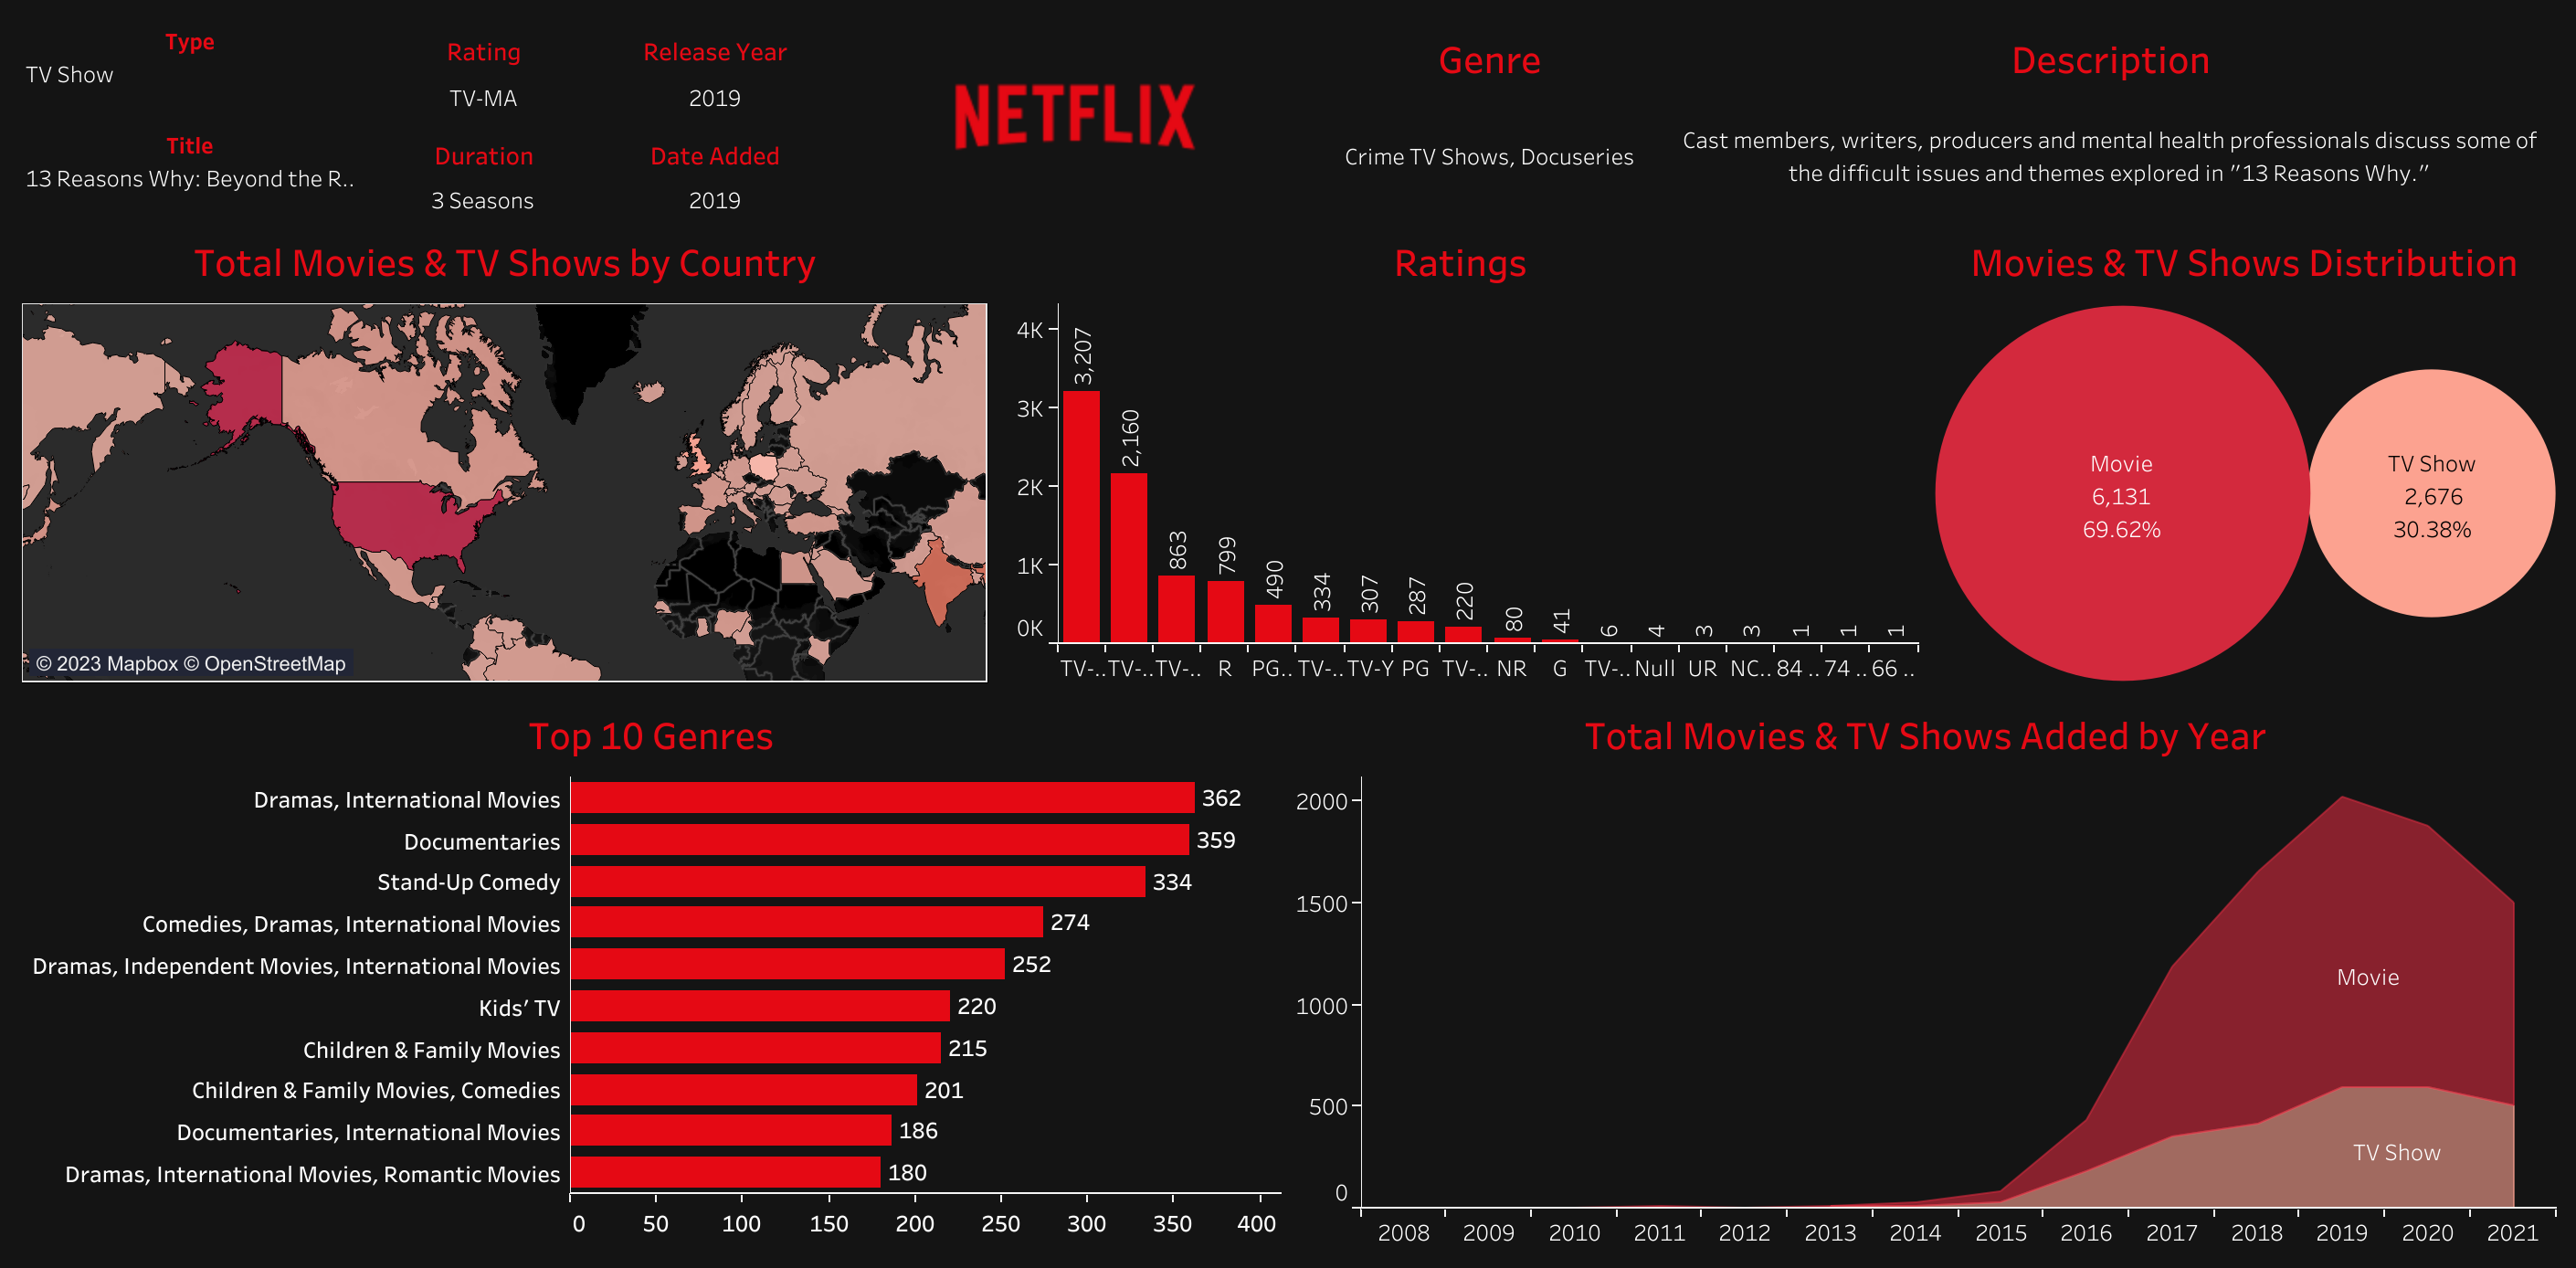 Type
TV Show
Title
13 Reasons Why: Beyond the R..
Rating
TV-MA
Duration
3 Seasons
Release Year
2019
Date Added
2019
NETFLIX
Genre
Crime TV Shows, Docuseries
Description
Cast members, writers, producers and mental health professionals discuss some of
the difficult issues and themes explored in "13 Reasons Why."
Total Movies & TV Shows by Country
© 2023 Mapbox © OpenStreetMap
Ratings
4K
3K
2K
1K
0K
3,207
2,160
863
799
490
334
307
287
220
80
41
6
4
3
3
1
1
1
TV-.. TV-.. TV-.. R PG.. TV-.. TV-Y PG TV-.. NR G TV-.. Null UR NC.. 84 .. 74 .. 66 ..
Movies & TV Shows Distribution
Movie
6,131
69.62%
TV Show
2,676
30.38%
Top 10 Genres
Dramas, International Movies 362
Documentaries 359
Stand-Up Comedy 334
Comedies, Dramas, International Movies 274
Dramas, Independent Movies, International Movies 252
Kids' TV 220
Children & Family Movies 215
Children & Family Movies, Comedies 201
Documentaries, International Movies 186
Dramas, International Movies, Romantic Movies 180
0 50 100 150 200 250 300 350 400
Total Movies & TV Shows Added by Year
2000
1500
1000
500
0
Movie
TV Show
2008 2009 2010 2011 2012 2013 2014 2015 2016 2017 2018 2019 2020 2021